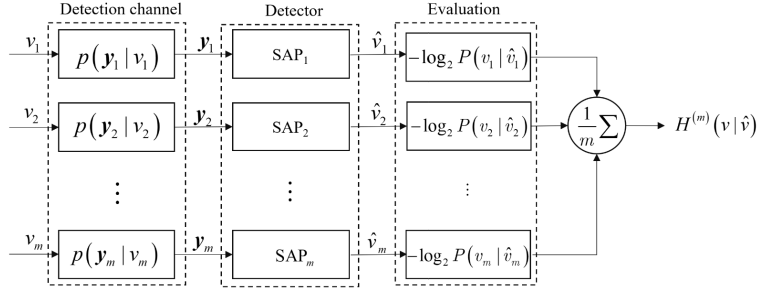 Detection channel Detector Evaluation
v₁ p(y₁ | v₁) y₁ SAP₁ v̂₁ −log₂ P(v₁ | v̂₁)
v₂ p(y₂ | v₂) y₂ SAP₂ v̂₂ −log₂ P(v₂ | v̂₂) 1/m ∑ H⁽ᵐ⁾(v | v̂)
⋮ ⋮ ⋮
vₘ p(yₘ | vₘ) yₘ SAPₘ v̂ₘ −log₂ P(vₘ | v̂ₘ)